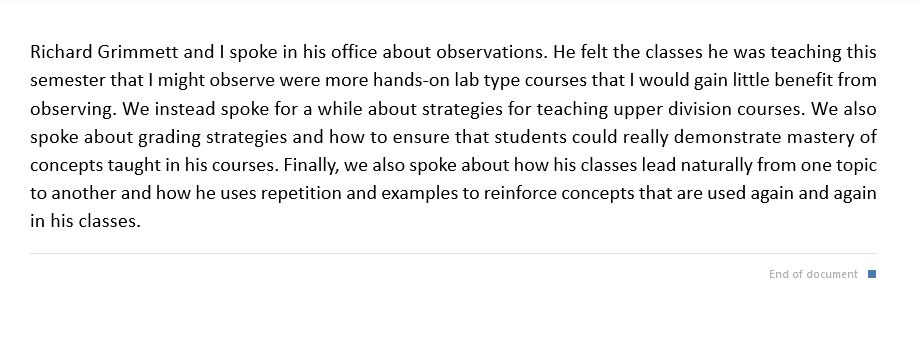 Richard Grimmett and I spoke in his office about observations. He felt the classes he was teaching this
semester that I might observe were more hands-on lab type courses that I would gain little benefit from
observing. We instead spoke for a while about strategies for teaching upper division courses. We also
spoke about grading strategies and how to ensure that students could really demonstrate mastery of
concepts taught in his courses. Finally, we also spoke about how his classes lead naturally from one topic
to another and how he uses repetition and examples to reinforce concepts that are used again and again
in his classes.
End of document